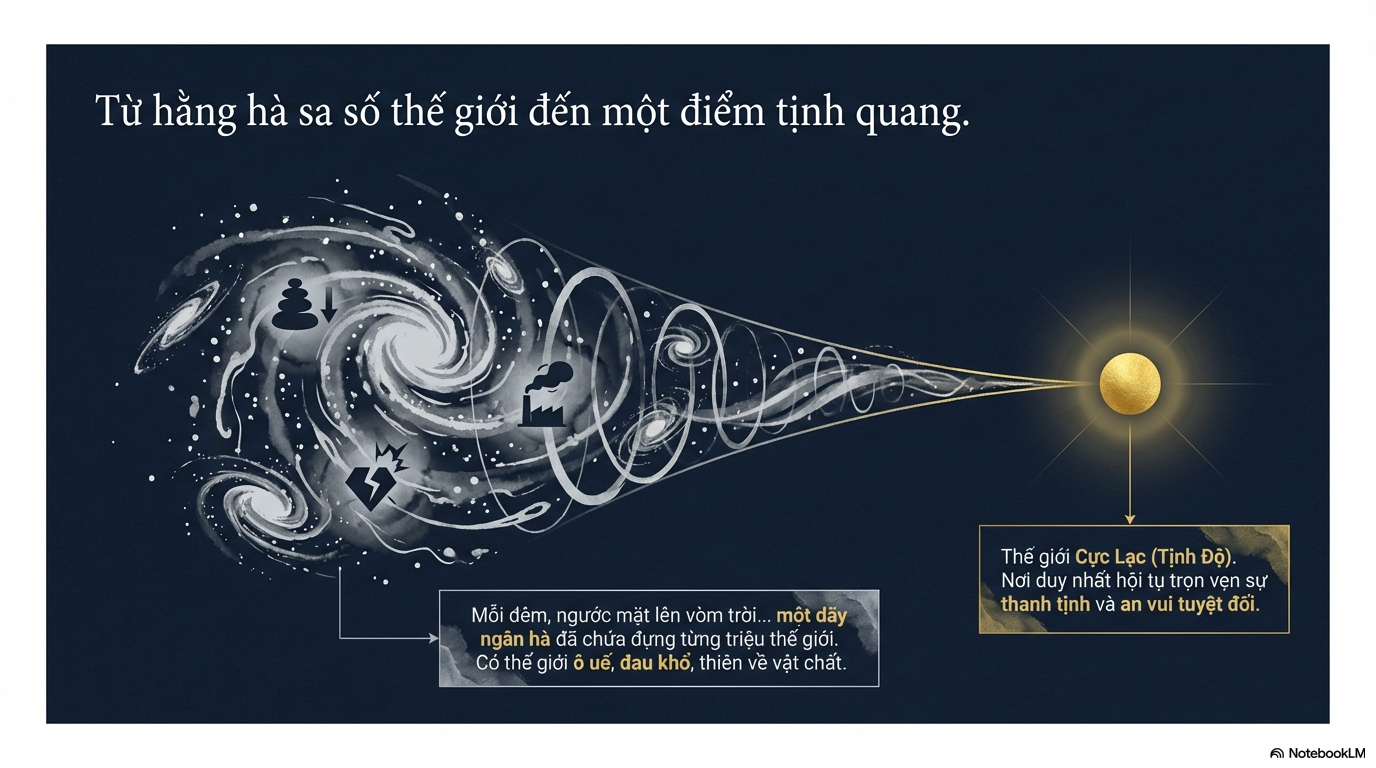 Từ hằng hà sa số thế giới đến một điểm tịnh quang.
Mỗi đêm, ngước mặt lên vòm trời... một dãy
ngân hà đã chứa đựng từng triệu thế giới.
Có thế giới ô uế, đau khổ, thiên về vật chất.
Thế giới Cực Lạc (Tịnh Độ).
Nơi duy nhất hội tụ trọn vẹn sự
thanh tịnh và an vui tuyệt đối.
NotebookLM